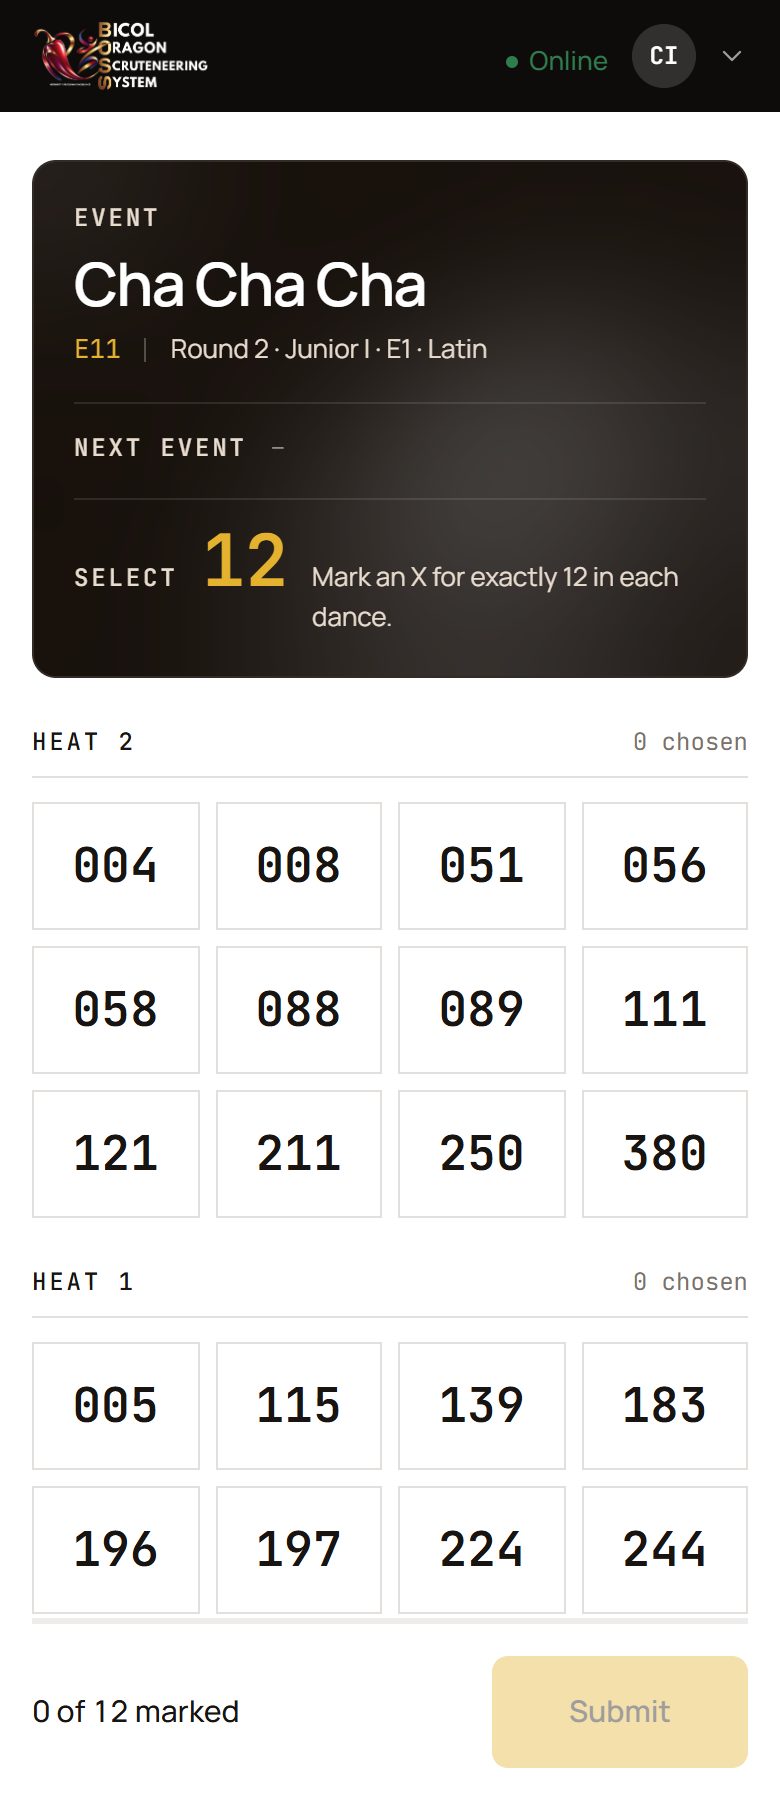 BICOL
DRAGON
SCRUTENEERING
SYSTEM
Online
CI
EVENT
Cha Cha Cha
E11 | Round 2 · Junior I · E1 · Latin
NEXT EVENT –
SELECT 12 Mark an X for exactly 12 in each
dance.
HEAT 2 0 chosen
004 008 051 056
058 088 089 111
121 211 250 380
HEAT 1 0 chosen
005 115 139 183
196 197 224 244
0 of 12 marked Submit